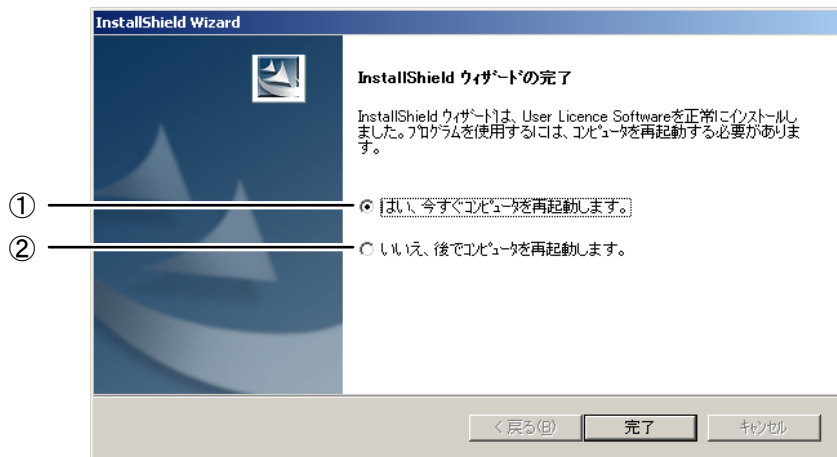 InstallShield Wizard
InstallShield ウィザードの完了
InstallShield ウィザードは、User Licence Softwareを正常にインストールし
ました。プログラムを使用するには、コンピュータを再起動する必要がありま
す。
① はい、今すぐコンピュータを再起動します。
② いいえ、後でコンピュータを再起動します。
< 戻る(B) 完了 キャンセル